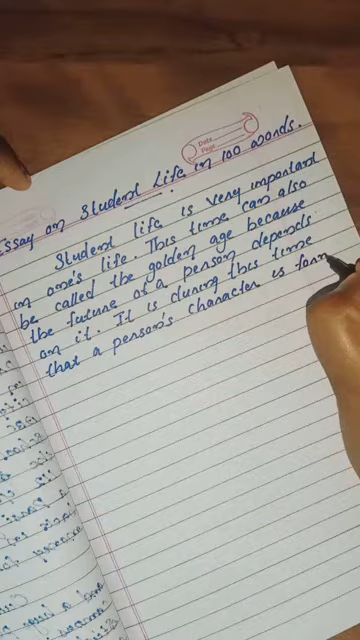 Essay on Student Life in 100 words.
Date
Page
Student life is very important
in one's life. This time can also
be called the golden age because
the future of a person depends
on it. It is during this time
that a person's character is form